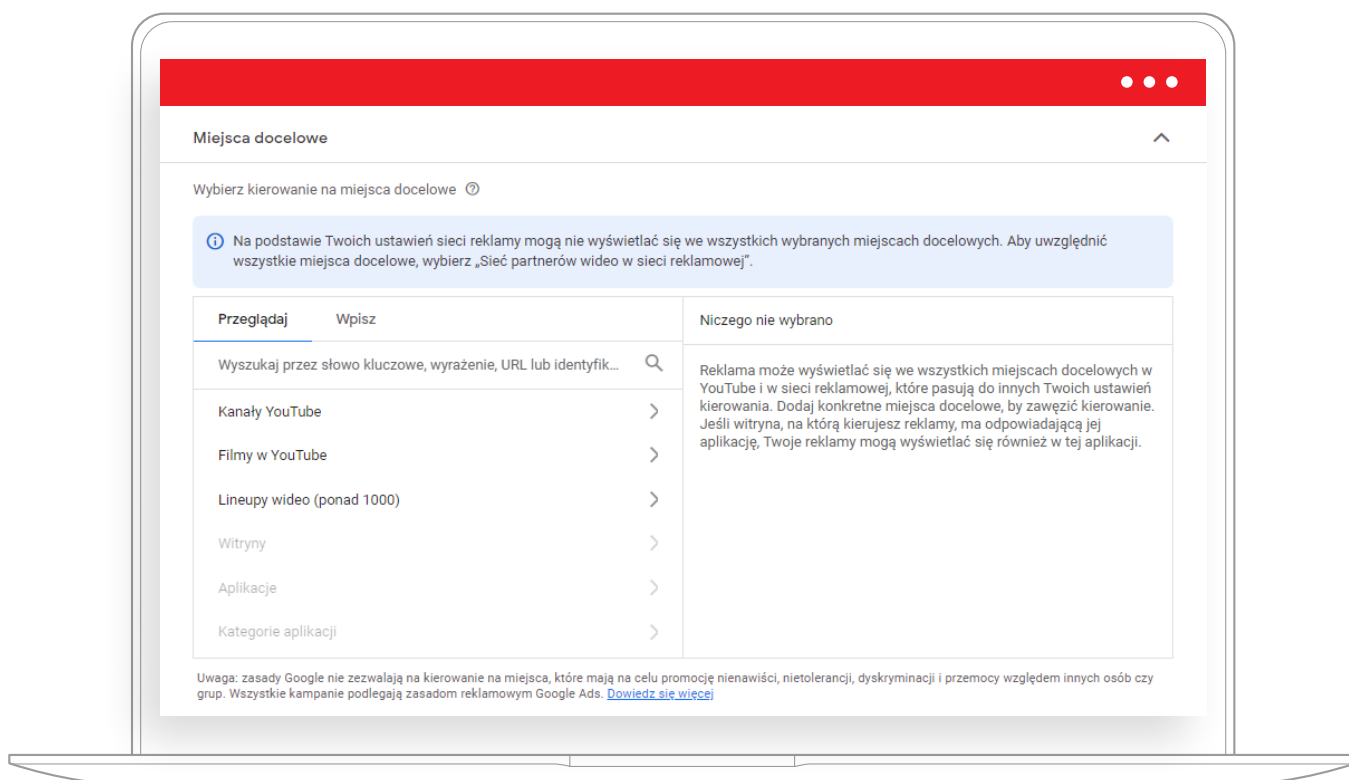 Miejsca docelowe
Wybierz kierowanie na miejsca docelowe
Na podstawie Twoich ustawień sieci reklamy mogą nie wyświetlać się we wszystkich wybranych miejscach docelowych. Aby uwzględnić
wszystkie miejsca docelowe, wybierz „Sieć partnerów wideo w sieci reklamowej”.
Przeglądaj Wpisz
Wyszukaj przez słowo kluczowe, wyrażenie, URL lub identyfik...
Kanały YouTube
Filmy w YouTube
Lineupy wideo (ponad 1000)
Witryny
Aplikacje
Kategorie aplikacji
Niczego nie wybrano
Reklama może wyświetlać się we wszystkich miejscach docelowych w
YouTube i w sieci reklamowej, które pasują do innych Twoich ustawień
kierowania. Dodaj konkretne miejsca docelowe, by zawęzić kierowanie.
Jeśli witryna, na którą kierujesz reklamy, ma odpowiadającą jej
aplikację, Twoje reklamy mogą wyświetlać się również w tej aplikacji.
Uwaga: zasady Google nie zezwalają na kierowanie na miejsca, które mają na celu promocję nienawiści, nietolerancji, dyskryminacji i przemocy względem innych osób czy
grup. Wszystkie kampanie podlegają zasadom reklamowym Google Ads. Dowiedz się więcej